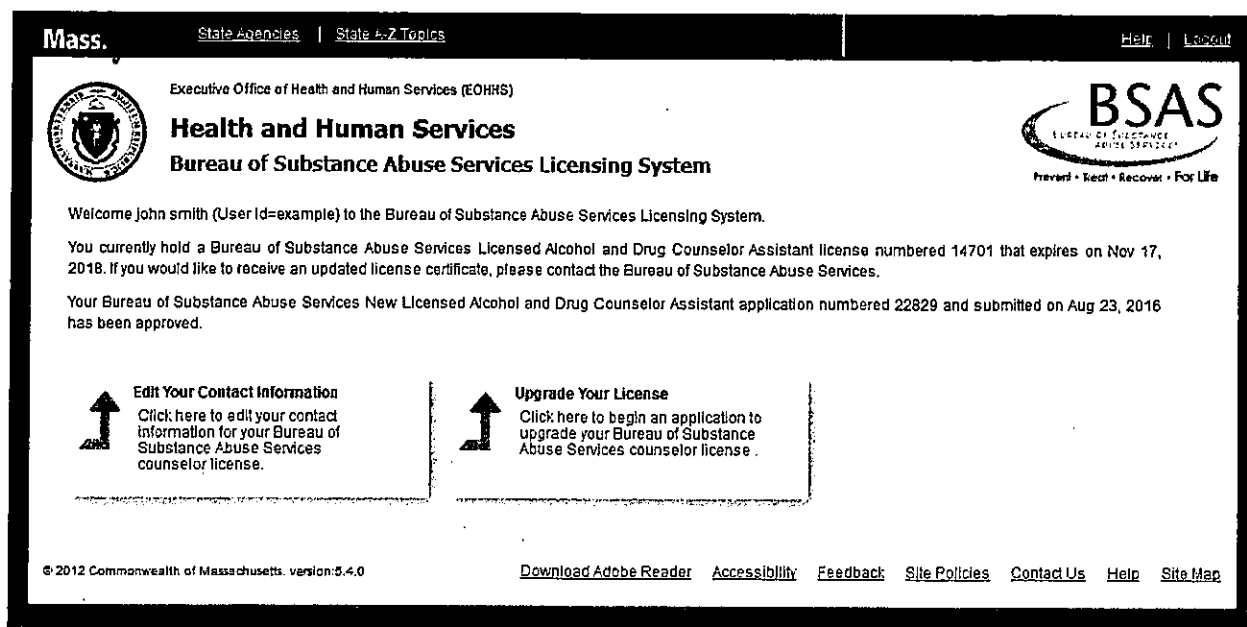 Mass.
State Agencies | State A-Z Topics
Help | Logout
Executive Office of Health and Human Services (EOHHS)
Health and Human Services
Bureau of Substance Abuse Services Licensing System
BSAS
BUREAU OF SUBSTANCE
ABUSE SERVICES
Prevent • Treat • Recover • For Life
Welcome john smith (User Id=example) to the Bureau of Substance Abuse Services Licensing System.
You currently hold a Bureau of Substance Abuse Services Licensed Alcohol and Drug Counselor Assistant license numbered 14701 that expires on Nov 17,
2018. If you would like to receive an updated license certificate, please contact the Bureau of Substance Abuse Services.
Your Bureau of Substance Abuse Services New Licensed Alcohol and Drug Counselor Assistant application numbered 22829 and submitted on Aug 23, 2016
has been approved.
Edit Your Contact Information
Click here to edit your contact
information for your Bureau of
Substance Abuse Services
counselor license.
Upgrade Your License
Click here to begin an application to
upgrade your Bureau of Substance
Abuse Services counselor license .
© 2012 Commonwealth of Massachusetts. version:5.4.0
Download Adobe Reader Accessibility Feedback Site Policies Contact Us Help Site Map